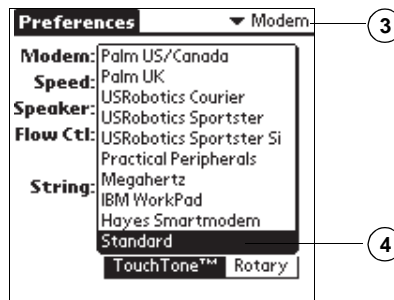 Preferences ▼ Modem 3
Modem: Palm US/Canada
Speed: Palm UK
USRobotics Courier
Speaker: USRobotics Sportster
Flow Ctl: USRobotics Sportster Si
Practical Peripherals
String: Megahertz
IBM WorkPad
Hayes Smartmodem
Standard 4
TouchTone™ Rotary